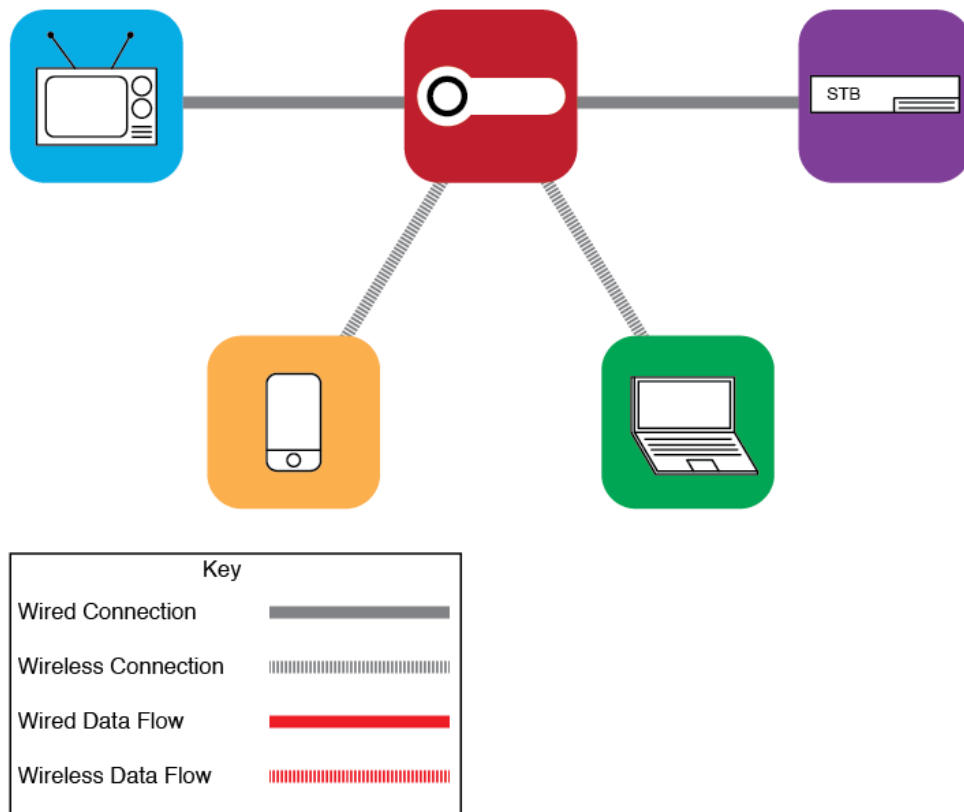 STB
Key
Wired Connection
Wireless Connection
Wired Data Flow
Wireless Data Flow